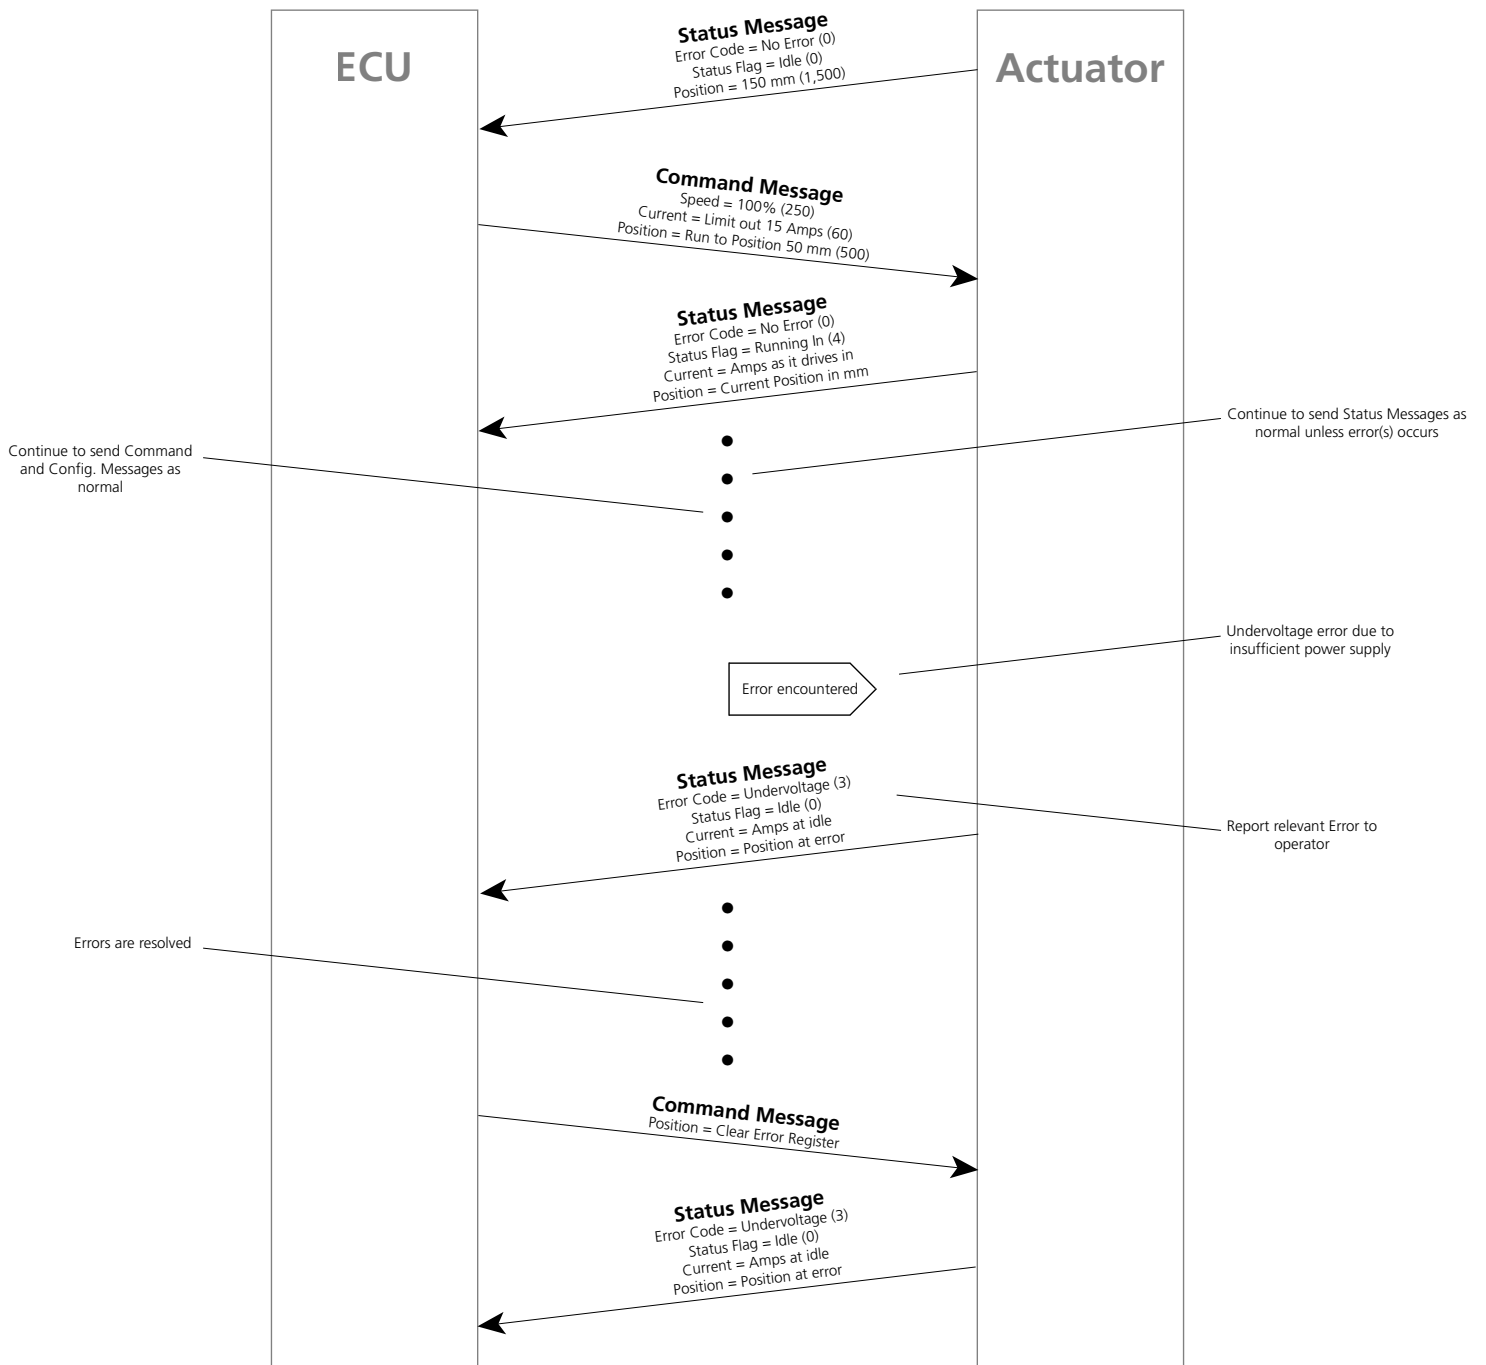 ECU
Actuator
Status Message
Error Code = No Error (0)
Status Flag = Idle (0)
Position = 150 mm (1,500)
Command Message
Speed = 100% (250)
Current = Limit out 15 Amps (60)
Position = Run to Position 50 mm (500)
Status Message
Error Code = No Error (0)
Status Flag = Running In (4)
Current = Amps as it drives in
Position = Current Position in mm
Continue to send Status Messages as
normal unless error(s) occurs
Continue to send Command
and Config. Messages as
normal
Undervoltage error due to
insufficient power supply
Error encountered
Status Message
Error Code = Undervoltage (3)
Status Flag = Idle (0)
Current = Amps at idle
Position = Position at error
Report relevant Error to
operator
Errors are resolved
Command Message
Position = Clear Error Register
Status Message
Error Code = Undervoltage (3)
Status Flag = Idle (0)
Current = Amps at idle
Position = Position at error